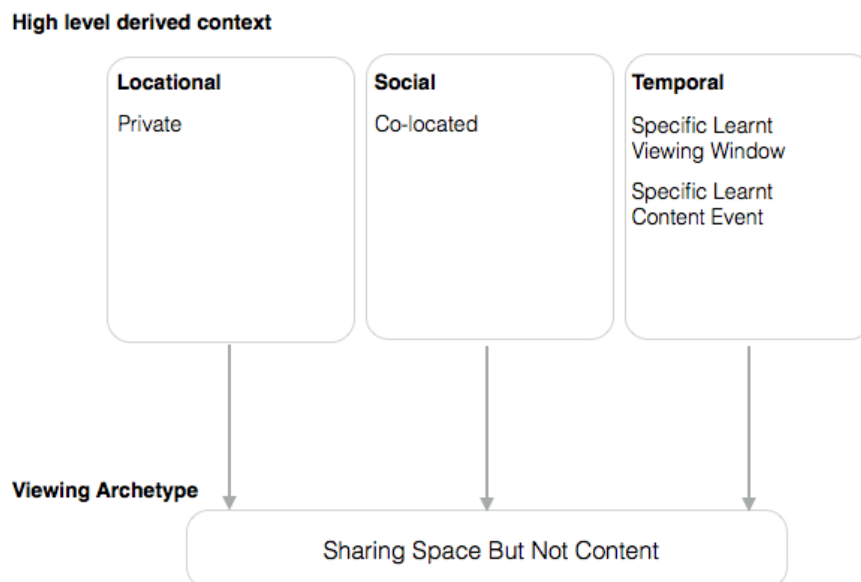 High level derived context
Locational
Private
Social
Co-located
Temporal
Specific Learnt
Viewing Window
Specific Learnt
Content Event
Viewing Archetype
Sharing Space But Not Content